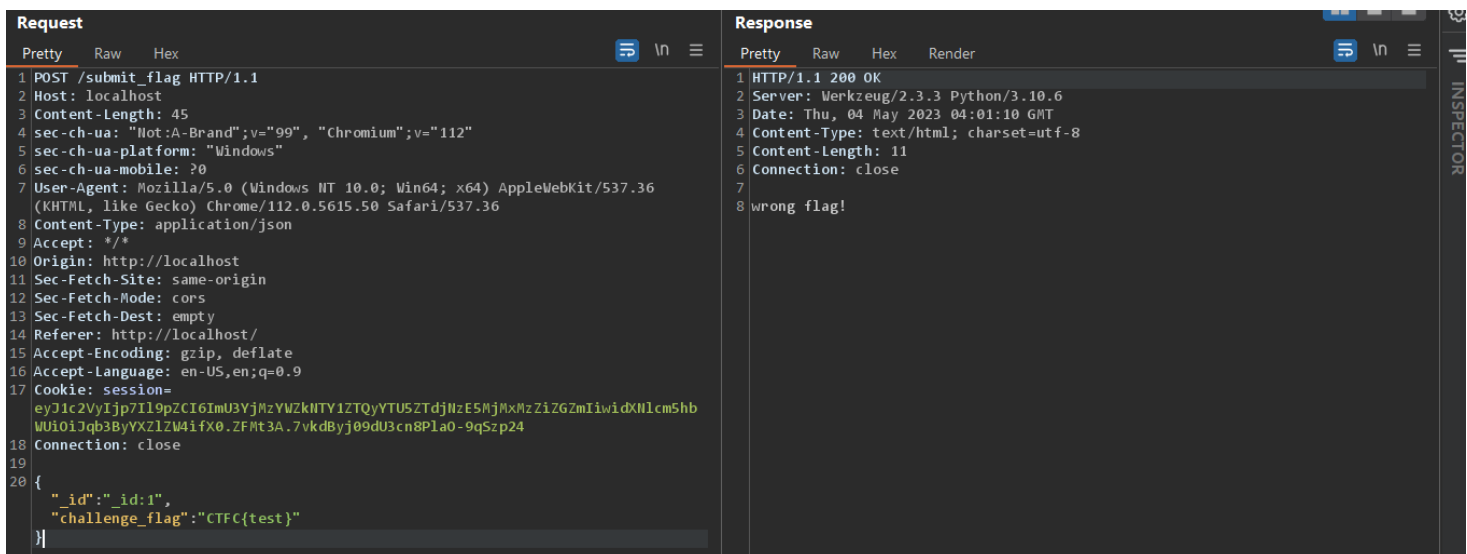 Request
Pretty Raw Hex
\n
1 POST /submit_flag HTTP/1.1
2 Host: localhost
3 Content-Length: 45
4 sec-ch-ua: "Not:A-Brand";v="99", "Chromium";v="112"
5 sec-ch-ua-platform: "Windows"
6 sec-ch-ua-mobile: ?0
7 User-Agent: Mozilla/5.0 (Windows NT 10.0; Win64; x64) AppleWebKit/537.36
(KHTML, like Gecko) Chrome/112.0.5615.50 Safari/537.36
8 Content-Type: application/json
9 Accept: */*
10 Origin: http://localhost
11 Sec-Fetch-Site: same-origin
12 Sec-Fetch-Mode: cors
13 Sec-Fetch-Dest: empty
14 Referer: http://localhost/
15 Accept-Encoding: gzip, deflate
16 Accept-Language: en-US,en;q=0.9
17 Cookie: session=
eyJ1c2VyIjp7Il9pZCI6ImU3YjMzYWZkNTY1ZTQyYTU5ZTdjNzE5MjMxMzZiZGZmIiwidXNlcm5hb
WUiOiJqb3ByYXZlZW4ifX0.ZFMt3A.7vkdByj09dU3cn8PlaO-9qSzp24
18 Connection: close
19
20 {
"_id":"_id:1",
"challenge_flag":"CTFC{test}"
}
Response
Pretty Raw Hex Render
\n
1 HTTP/1.1 200 OK
2 Server: Werkzeug/2.3.3 Python/3.10.6
3 Date: Thu, 04 May 2023 04:01:10 GMT
4 Content-Type: text/html; charset=utf-8
5 Content-Length: 11
6 Connection: close
7
8 wrong flag!
INSPECTOR